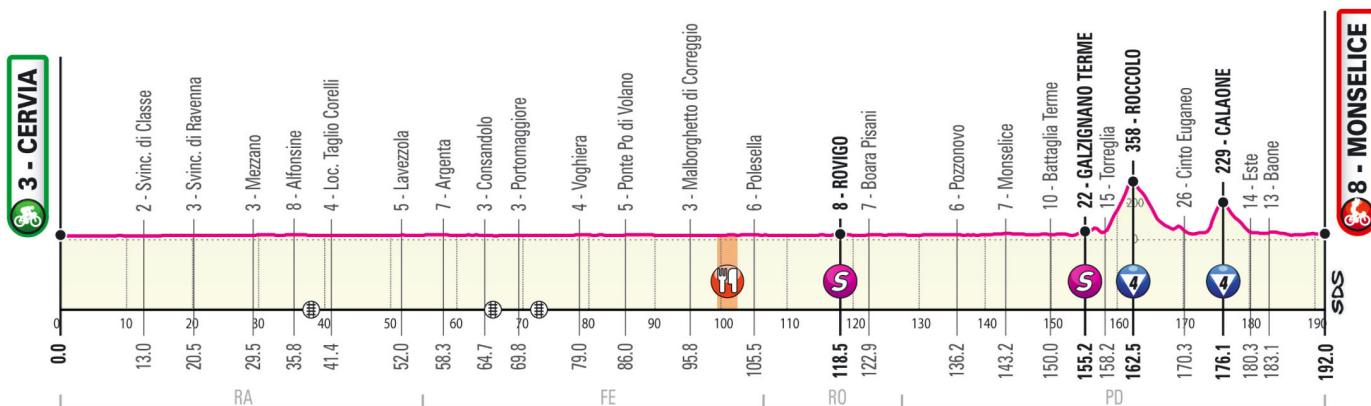 3 - CERVIA
2 - Svinc. di Classe
3 - Svinc. di Ravenna
3 - Mezzano
8 - Alfonsine
4 - Loc. Taglio Corelli
5 - Lavezzola
7 - Argenta
3 - Consandolo
3 - Portomaggiore
4 - Voghiera
5 - Ponte Po di Volano
3 - Malborghetto di Correggio
6 - Polesella
8 - ROVIGO
7 - Boara Pisani
6 - Pozzonovo
7 - Monselice
10 - Battaglia Terme
22 - GALZIGNANO TERME
15 - Torreglia
358 - ROCCOLO
26 - Cinto Euganeo
229 - CALAONE
14 - Este
13 - Baone
8 - MONSELICE
200
0
S
S
4
4
SDS
0 10 20 30 40 50 60 70 80 90 100 110 120 130 140 150 160 170 180 190
0.0 13.0 20.5 29.5 35.8 41.4 52.0 58.3 64.7 69.8 79.0 86.0 95.8 105.5 118.5 122.9 136.2 143.2 150.0 155.2 158.2 162.5 170.3 176.1 180.3 183.1 192.0
RA FE RO PD